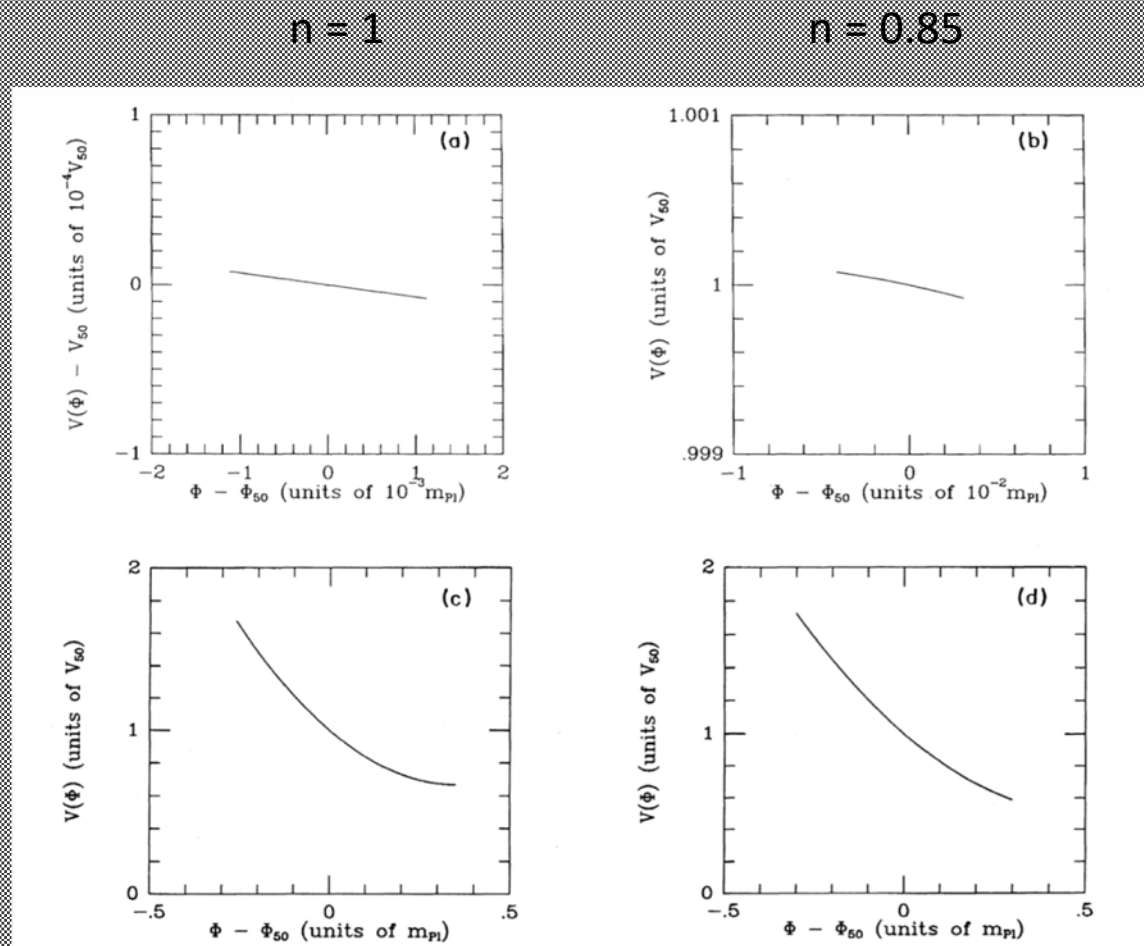 n = 1
n = 0.85
(a)
1
0
−1
−2
−1
0
1
2
V(Φ) − V₅₀ (units of 10⁻⁴V₅₀)
Φ − Φ₅₀ (units of 10⁻³mPl)
(b)
1.001
1
.999
−1
0
1
V(Φ) (units of V₅₀)
Φ − Φ₅₀ (units of 10⁻²mPl)
(c)
2
1
0
−.5
0
.5
V(Φ) (units of V₅₀)
Φ − Φ₅₀ (units of mPl)
(d)
2
1
0
−.5
0
.5
V(Φ) (units of V₅₀)
Φ − Φ₅₀ (units of mPl)